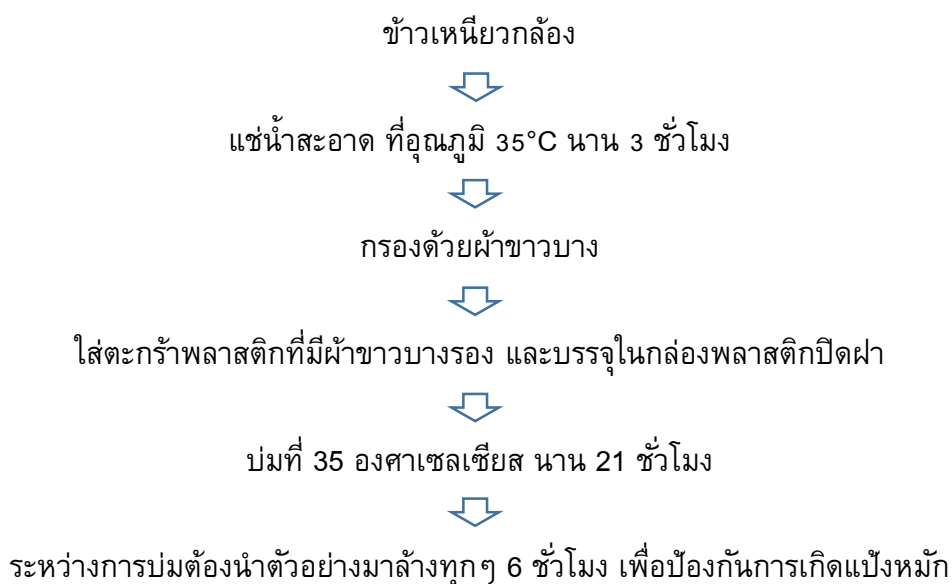 ข้าวเหนียวกล้อง
แช่น้ำสะอาด ที่อุณภูมิ 35°C นาน 3 ชั่วโมง
กรองด้วยผ้าขาวบาง
ใส่ตะกร้าพลาสติกที่มีผ้าขาวบางรอง และบรรจุในกล่องพลาสติกปิดฝา
บ่มที่ 35 องศาเซลเซียส นาน 21 ชั่วโมง
ระหว่างการบ่มต้องนำตัวอย่างมาล้างทุกๆ 6 ชั่วโมง เพื่อป้องกันการเกิดแป้งหมัก